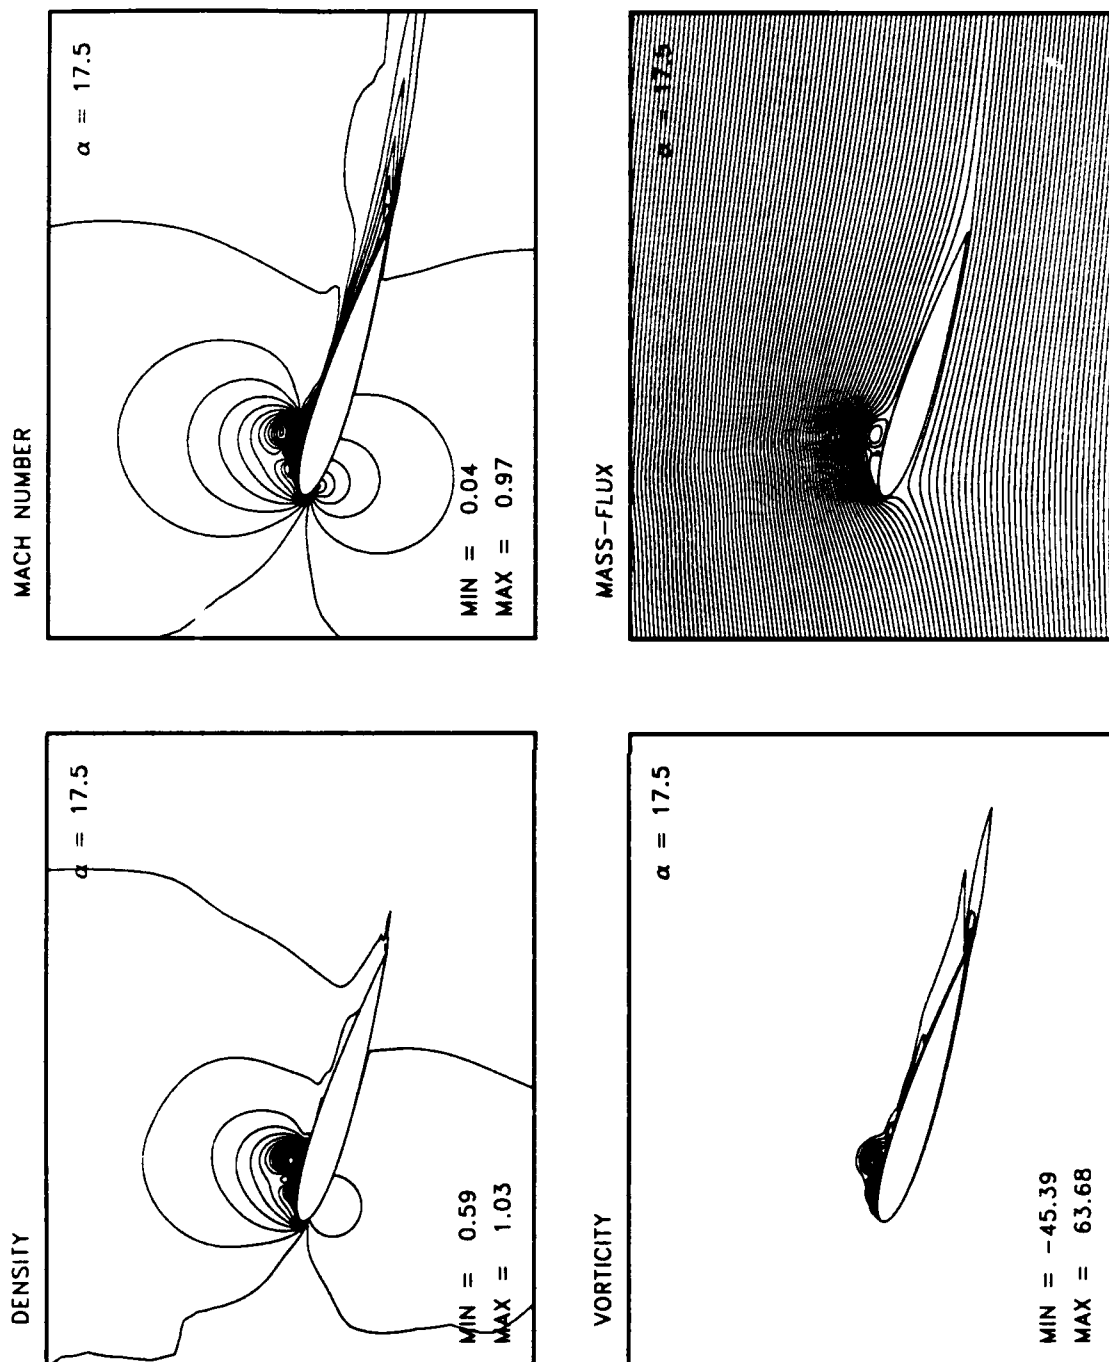 DENSITY
α = 17.5
MIN = 0.59
MAX = 1.03
MACH NUMBER
α = 17.5
MIN = 0.04
MAX = 0.97
VORTICITY
α = 17.5
MIN = -45.39
MAX = 63.68
MASS-FLUX
α = 17.5